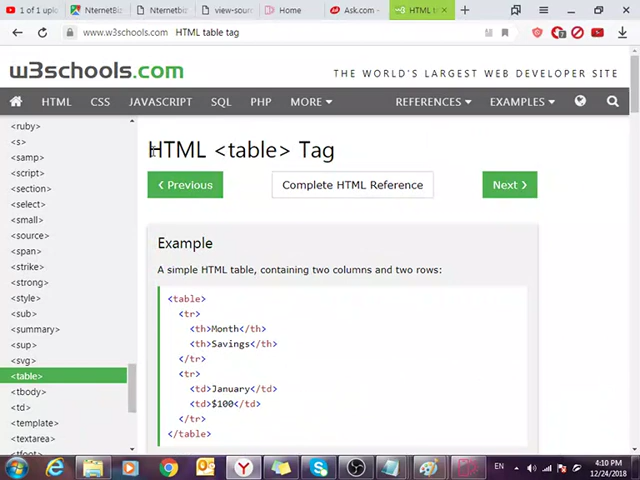 1 of 1 uplo
NternetBiz
Nternetbi
view-sour
Home
Ask.com -
HTML t
www.w3schools.com HTML table tag
7
w3schools.com
THE WORLD'S LARGEST WEB DEVELOPER SITE
HTML CSS JAVASCRIPT SQL PHP MORE REFERENCES EXAMPLES
<ruby>
<s>
<samp>
<script>
<section>
<select>
<small>
<source>
<span>
<strike>
<strong>
<style>
<sub>
<summary>
<sup>
<svg>
<table>
<tbody>
<td>
<template>
<textarea>
<tfoot>
HTML <table> Tag
❮ Previous
Complete HTML Reference
Next ❯
Example
A simple HTML table, containing two columns and two rows:
<table>
<tr>
<th>Month</th>
<th>Savings</th>
</tr>
<tr>
<td>January</td>
<td>$100</td>
</tr>
</table>
EN
4:10 PM
12/24/2018